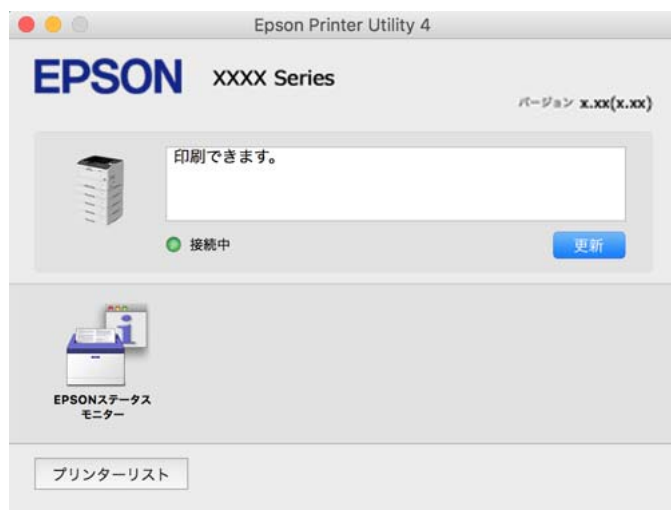 Epson Printer Utility 4
EPSON XXXX Series
バージョン x.xx(x.xx)
印刷できます。
接続中
更新
EPSONステータス
モニター
プリンターリスト